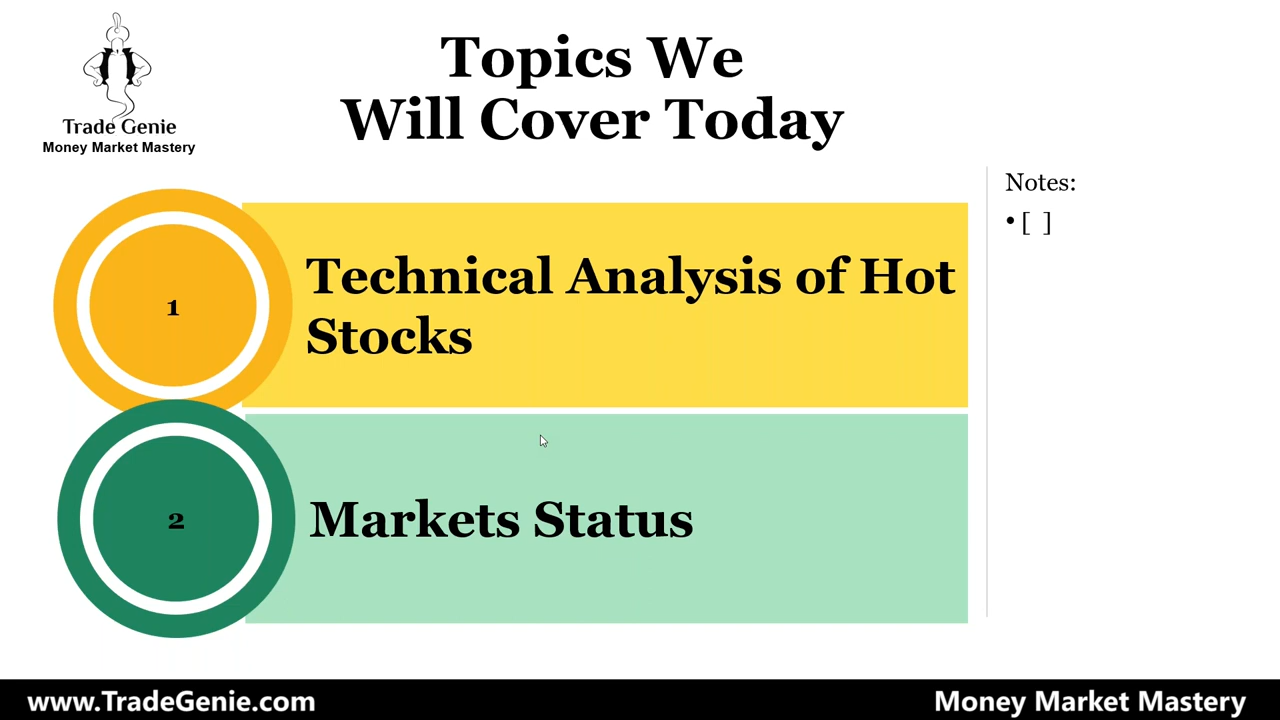 Trade Genie
Money Market Mastery
Topics We
Will Cover Today
1
Technical Analysis of Hot
Stocks
2
Markets Status
Notes:
• [ ]
www.TradeGenie.com
Money Market Mastery